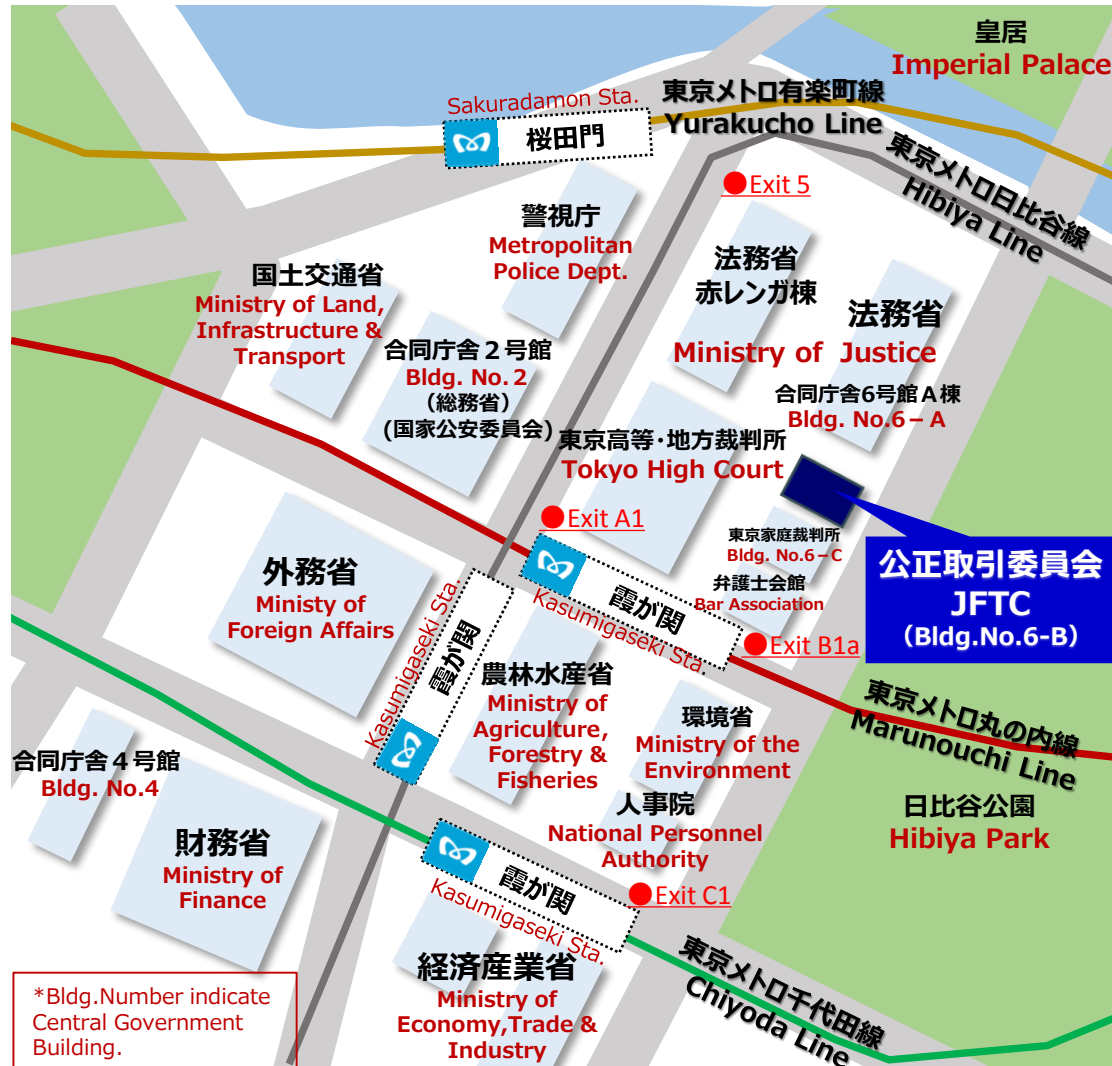 皇居
Imperial Palace
東京メトロ有楽町線
Yurakucho Line
Sakuradamon Sta.
桜田門
東京メトロ日比谷線
Hibiya Line
Exit 5
警視庁
Metropolitan
Police Dept.
法務省
赤レンガ棟
国土交通省
Ministry of Land,
Infrastructure &
Transport
法務省
Ministry of Justice
合同庁舎２号館
Bldg. No.2
（総務省）
(国家公安委員会)
合同庁舎6号館Ａ棟
Bldg. No.6－A
東京高等・地方裁判所
Tokyo High Court
Exit A1
東京家庭裁判所
Bldg. No.6－C
弁護士会館
Bar Association
公正取引委員会
JFTC
（Bldg.No.6-B）
外務省
Ministy of
Foreign Affairs
霞が関
Kasumigaseki Sta.
霞が関
Kasumigaseki Sta.
Exit B1a
農林水産省
Ministry of
Agriculture,
Forestry &
Fisheries
環境省
Ministry of the
Environment
東京メトロ丸の内線
Marunouchi Line
合同庁舎４号館
Bldg. No.4
人事院
National Personnel
Authority
日比谷公園
Hibiya Park
財務省
Ministry of
Finance
霞が関
Kasumigaseki Sta.
Exit C1
経済産業省
Ministry of
Economy,Trade &
Industry
東京メトロ千代田線
Chiyoda Line
*Bldg.Number indicate
Central Government
Building.